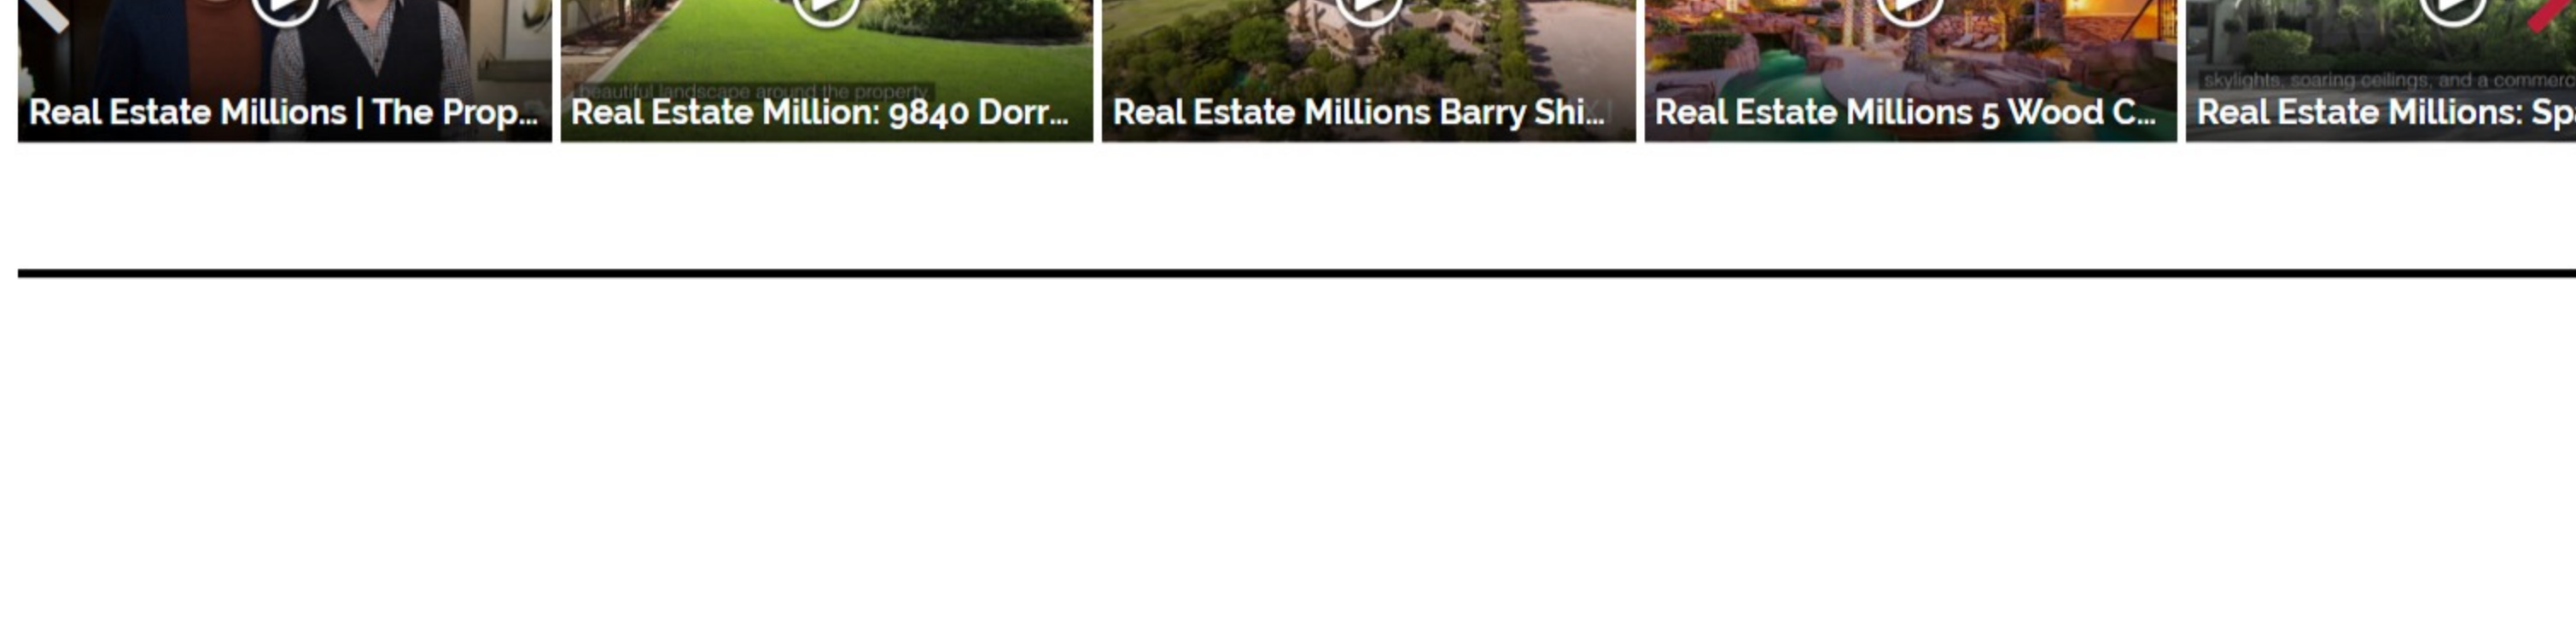 beautiful landscape around the property
skylights, soaring ceilings, and a commerc
Real Estate Millions | The Prop...
Real Estate Million: 9840 Dorr...
Real Estate Millions Barry Shi...
Real Estate Millions 5 Wood C...
Real Estate Millions: Sp